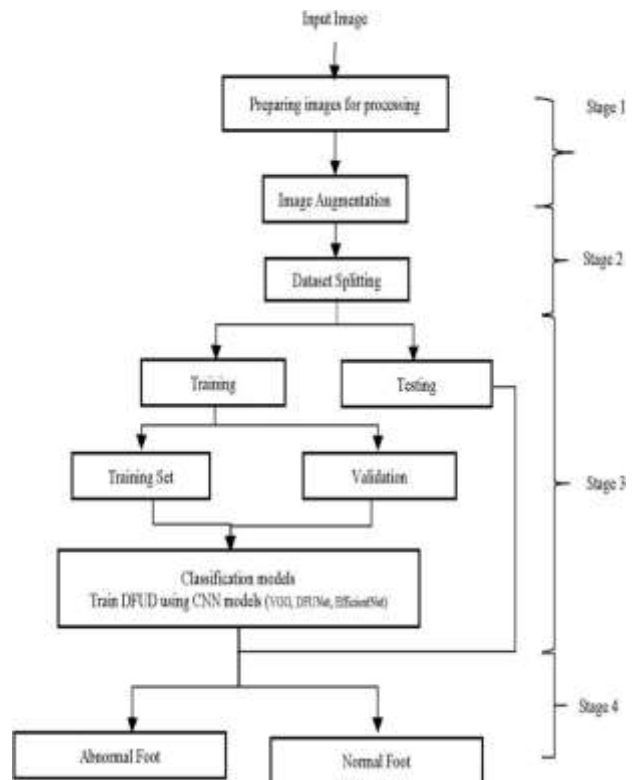 Input Image
Preparing images for processing
Stage 1
Image Augmentation
Stage 2
Dataset Splitting
Training
Testing
Training Set
Validation
Stage 3
Classification models
Train DFUD using CNN models (VGG, DFUNet, EfficientNet)
Stage 4
Abnormal Foot
Normal Foot